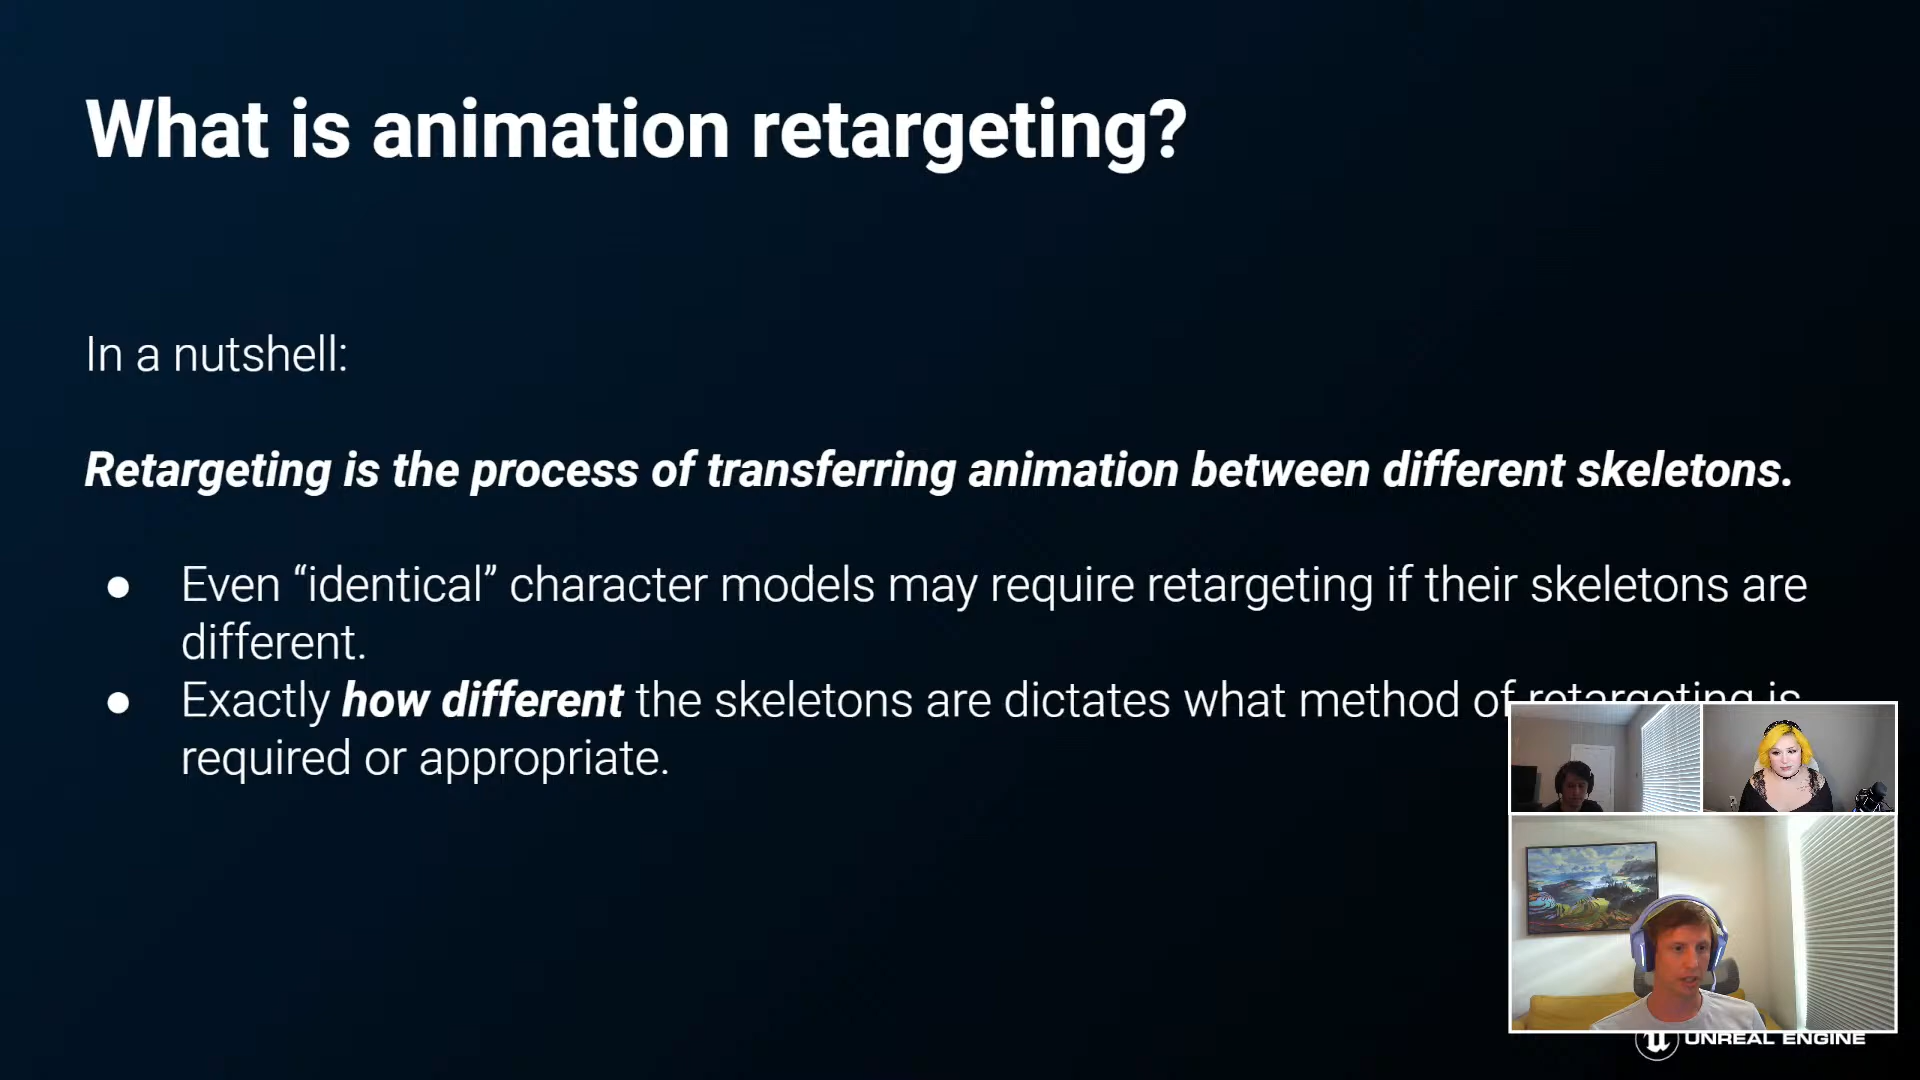 What is animation retargeting?
In a nutshell:
Retargeting is the process of transferring animation between different skeletons.
● Even “identical” character models may require retargeting if their skeletons are
different.
● Exactly how different the skeletons are dictates what method of retargeting is
required or appropriate.
UNREAL ENGINE